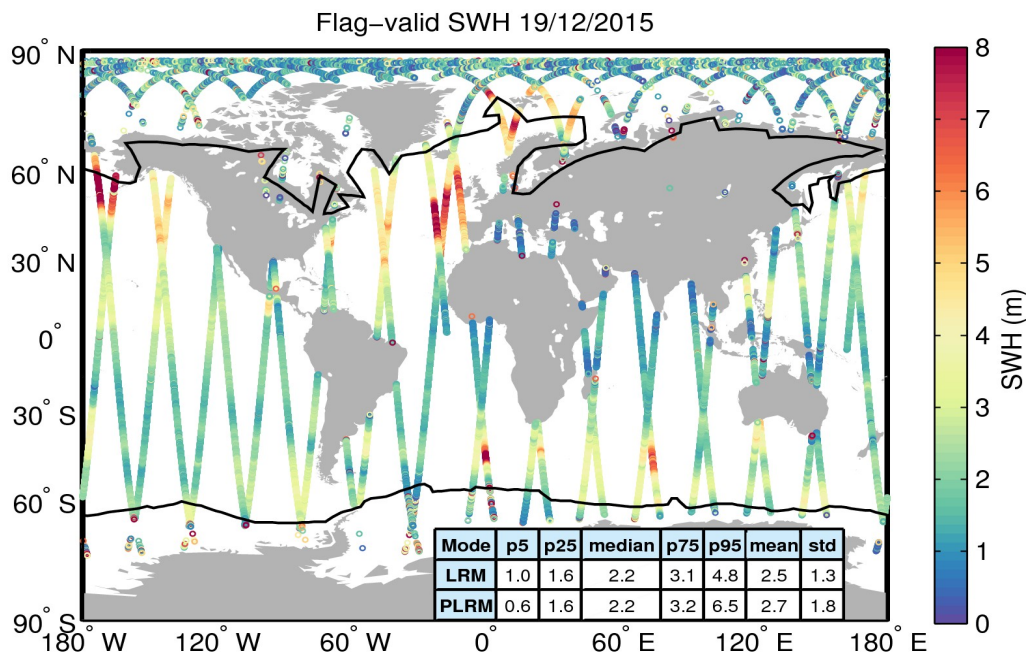 Flag−valid SWH 19/12/2015
90° N
60° N
30° N
0°
30° S
60° S
90° S
180° W
120° W
60° W
0°
60° E
120° E
180° E
8
7
6
5
4
3
2
1
0
SWH (m)
Mode p5 p25 median p75 p95 mean std
LRM 1.0 1.6 2.2 3.1 4.8 2.5 1.3
PLRM 0.6 1.6 2.2 3.2 6.5 2.7 1.8